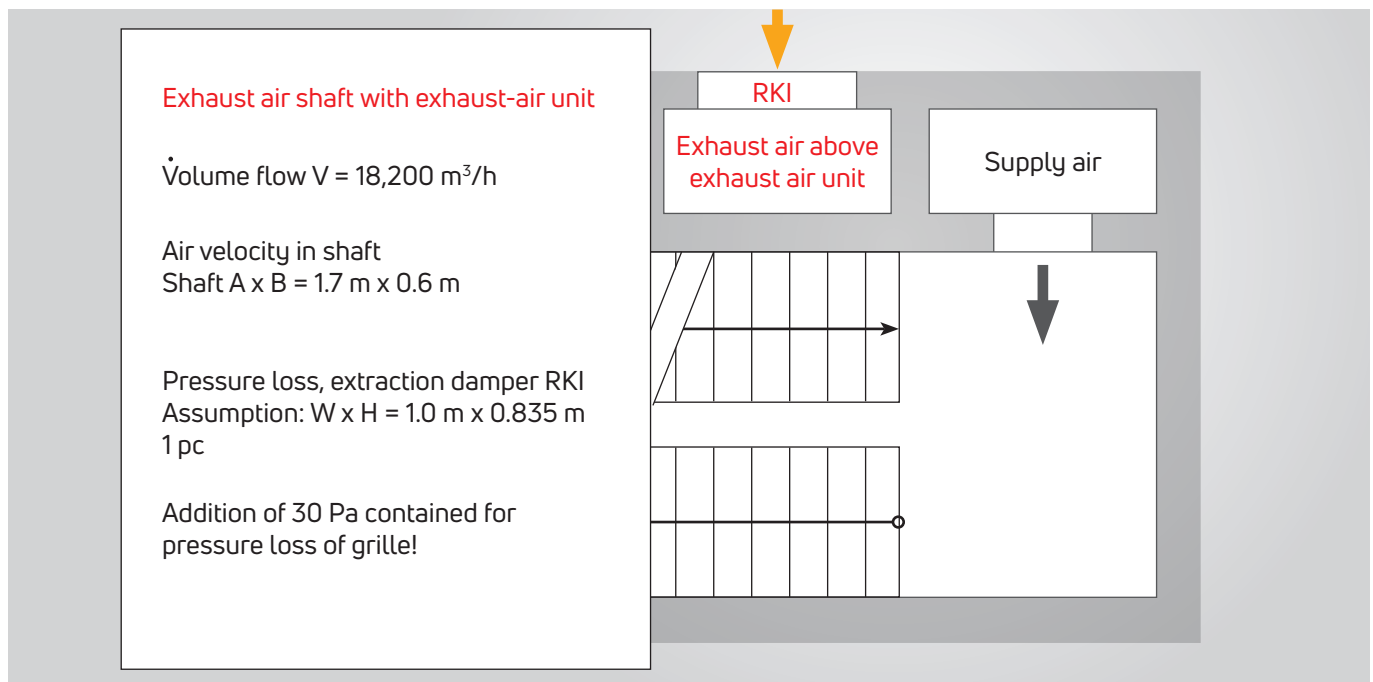 Exhaust air shaft with exhaust-air unit
V̇olume flow V = 18,200 m³/h
Air velocity in shaft
Shaft A x B = 1.7 m x 0.6 m
Pressure loss, extraction damper RKI
Assumption: W x H = 1.0 m x 0.835 m
1 pc
Addition of 30 Pa contained for
pressure loss of grille!
RKI
Exhaust air above
exhaust air unit
Supply air